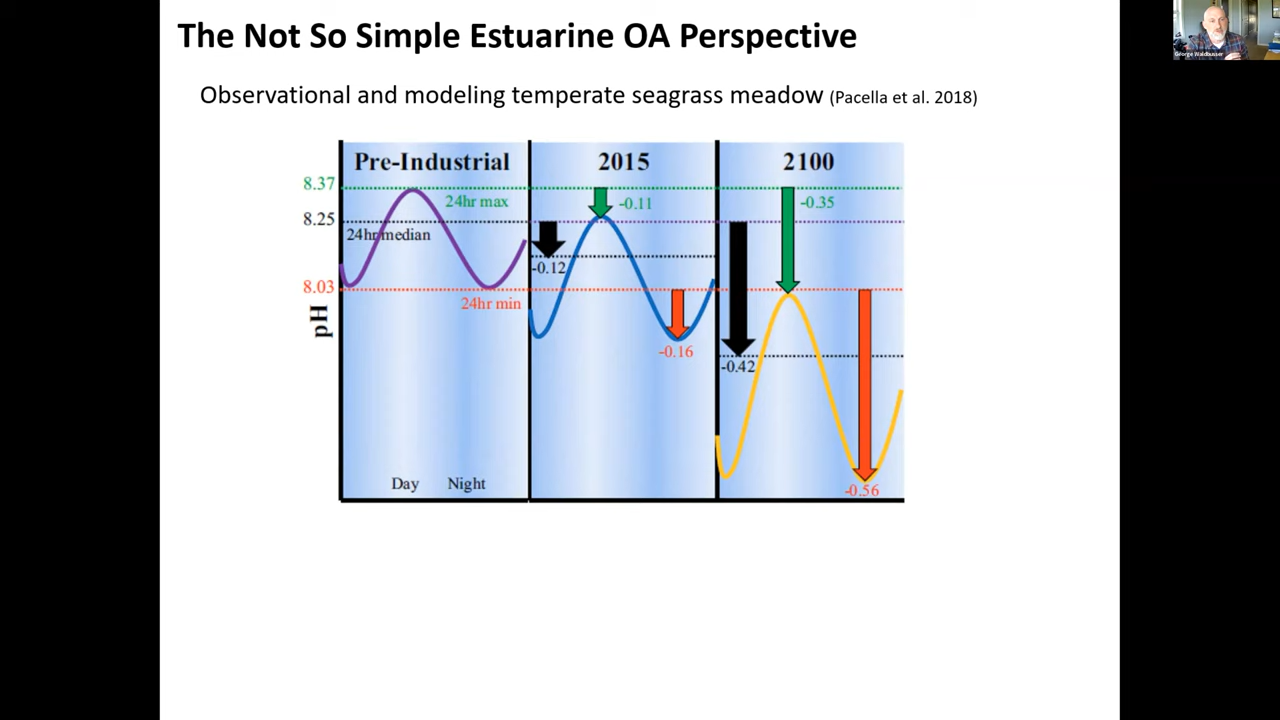 The Not So Simple Estuarine OA Perspective
George Waldbusser
Observational and modeling temperate seagrass meadow (Pacella et al. 2018)
Pre-Industrial
2015
2100
8.37
24hr max
-0.11
-0.35
8.25
24hr median
-0.12
8.03
24hr min
pH
-0.16
-0.42
Day
Night
-0.56